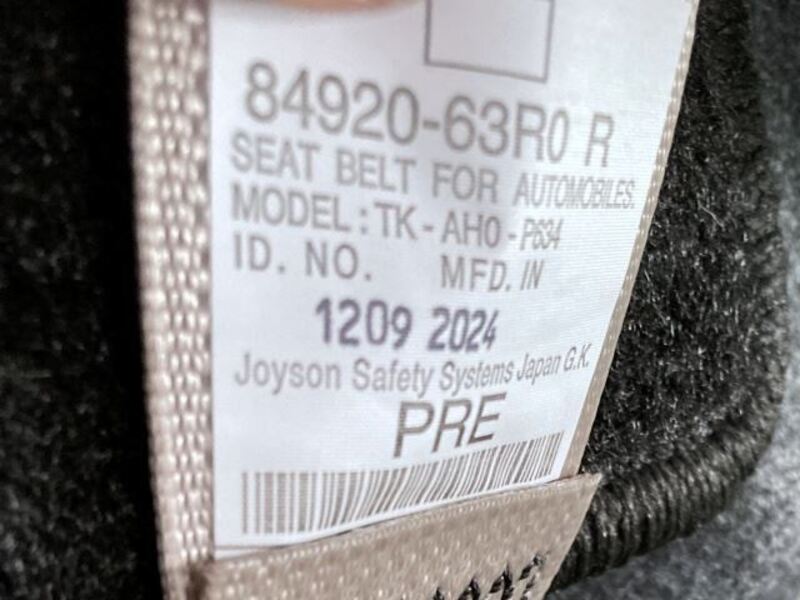 84920-63R0 R
SEAT BELT FOR AUTOMOBILES.
MODEL : TK - AH0 - P634
ID. NO. MFD. IN
1209 2024
Joyson Safety Systems Japan G.K.
PRE